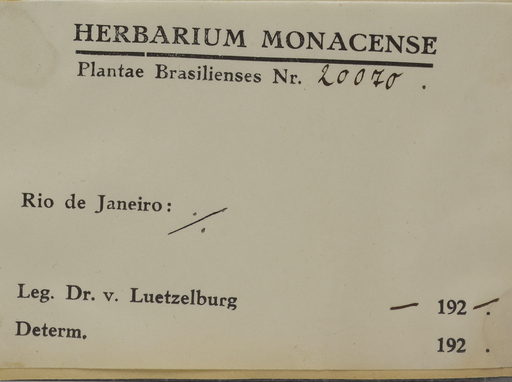 HERBARIUM MONACENSE
Plantae Brasilienses Nr. 20070.
Rio de Janeiro: ./.
Leg. Dr. v. Luetzelburg — 192—.
Determ. 192 .